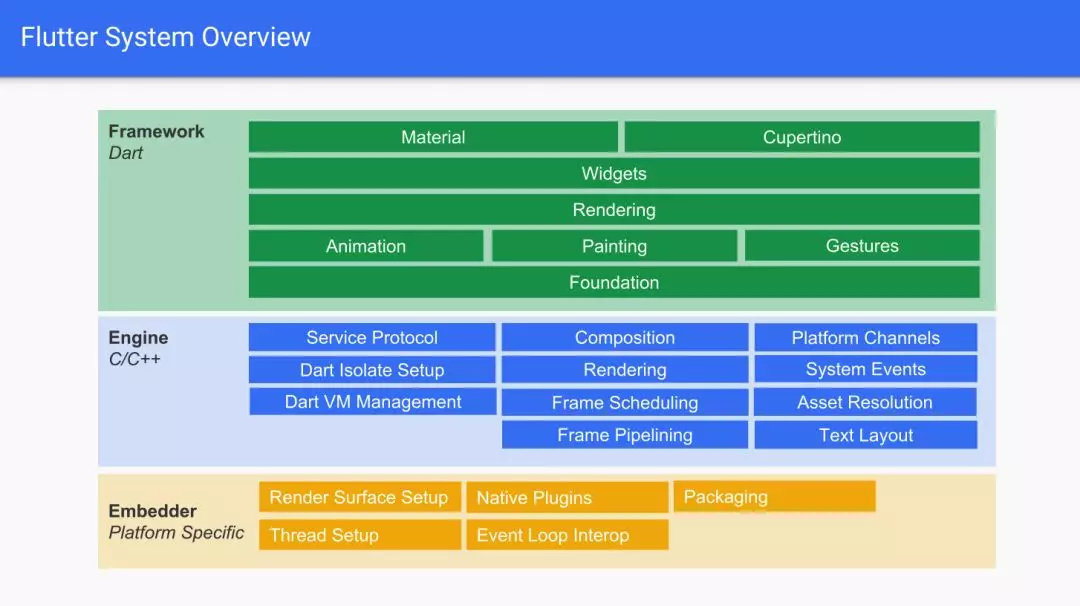 Flutter System Overview
Framework
Dart
Material
Cupertino
Widgets
Rendering
Animation
Painting
Gestures
Foundation
Engine
C/C++
Service Protocol
Composition
Platform Channels
Dart Isolate Setup
Rendering
System Events
Dart VM Management
Frame Scheduling
Asset Resolution
Frame Pipelining
Text Layout
Embedder
Platform Specific
Render Surface Setup
Native Plugins
Packaging
Thread Setup
Event Loop Interop